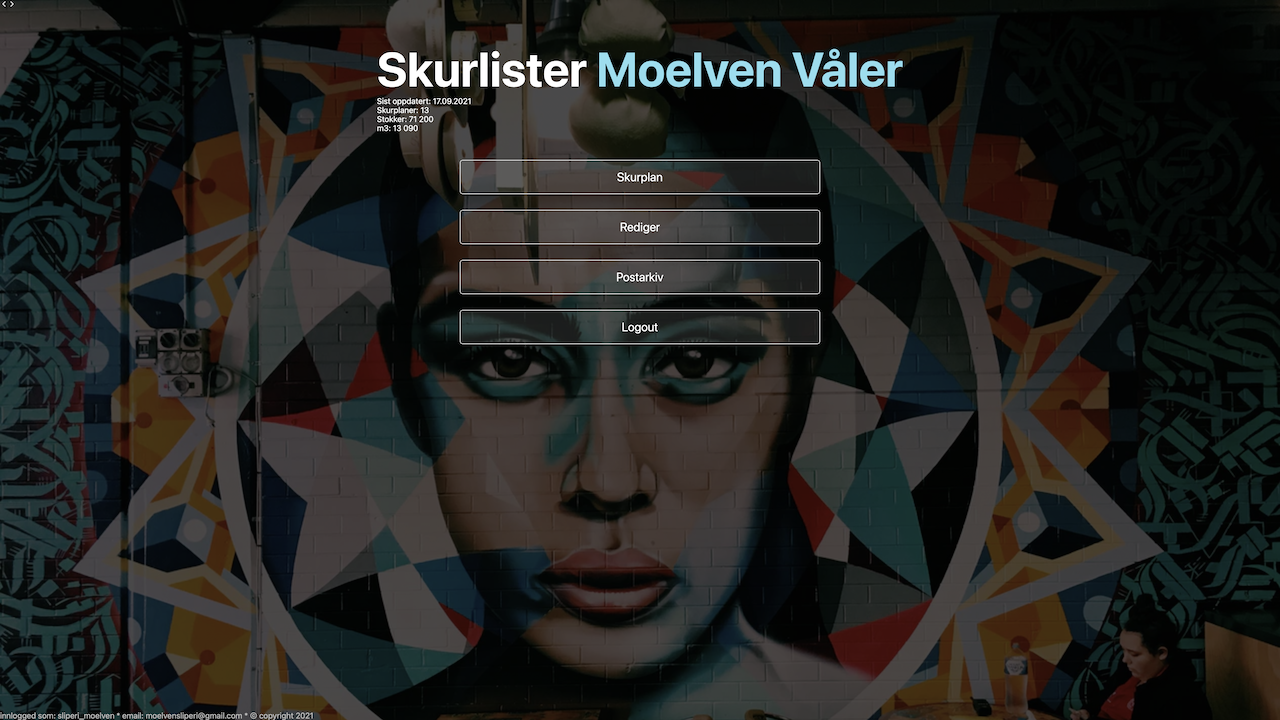 < >
Skurlister Moelven Våler
Sist oppdatert: 17.09.2021
Skurplaner: 13
Stokker: 71 200
m3: 13 090
Skurplan
Rediger
Postarkiv
Logout
innlogged som: sliperi_moelven * email: moelvensliperi@gmail.com * © copyright 2021